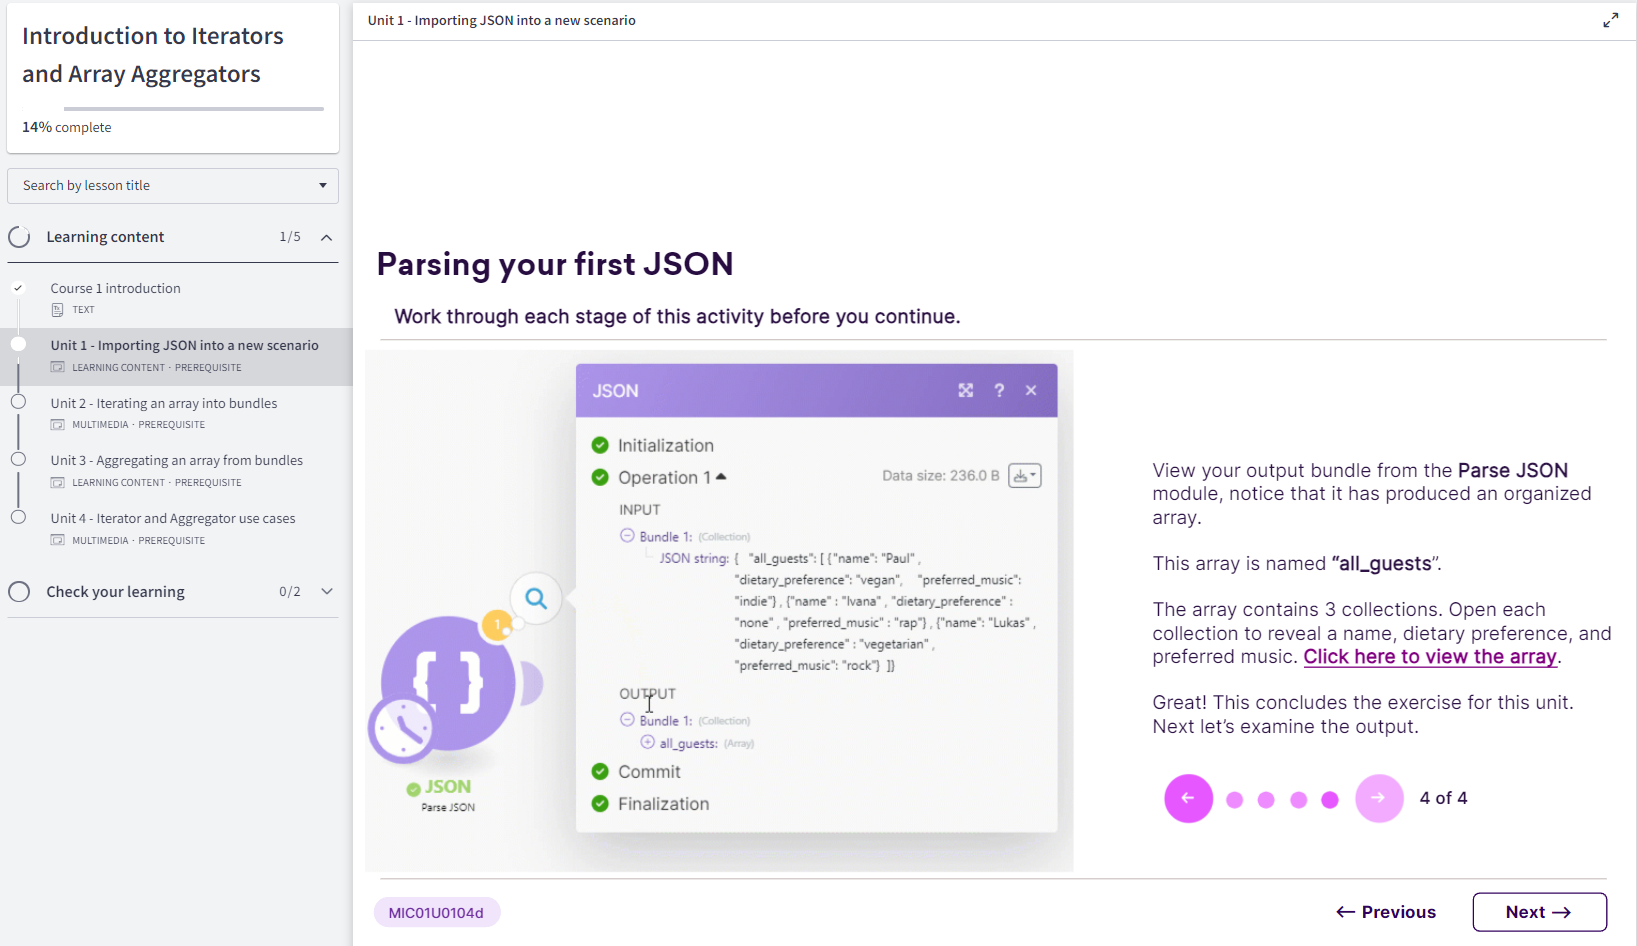 Introduction to Iterators
and Array Aggregators
14% complete
Search by lesson title
Learning content 1/5
Course 1 introduction
TEXT
Unit 1 - Importing JSON into a new scenario
LEARNING CONTENT · PREREQUISITE
Unit 2 - Iterating an array into bundles
MULTIMEDIA · PREREQUISITE
Unit 3 - Aggregating an array from bundles
LEARNING CONTENT · PREREQUISITE
Unit 4 - Iterator and Aggregator use cases
MULTIMEDIA · PREREQUISITE
Check your learning 0/2
Unit 1 - Importing JSON into a new scenario
Parsing your first JSON
Work through each stage of this activity before you continue.
JSON ?
Initialization
Operation 1 Data size: 236.0 B
INPUT
Bundle 1: (Collection)
JSON string: { "all_guests": [ {"name": "Paul" ,
"dietary_preference": "vegan", "preferred_music":
"indie"} , {"name" : "Ivana" , "dietary_preference" :
"none" , "preferred_music" : "rap"} , {"name": "Lukas" ,
"dietary_preference" : "vegetarian" ,
"preferred_music": "rock"} ]}
OUTPUT
Bundle 1: (Collection)
all_guests: (Array)
Commit
Finalization
1
{ }
JSON
Parse JSON
View your output bundle from the Parse JSON
module, notice that it has produced an organized
array.
This array is named “all_guests”.
The array contains 3 collections. Open each
collection to reveal a name, dietary preference, and
preferred music. Click here to view the array.
Great! This concludes the exercise for this unit.
Next let’s examine the output.
← → 4 of 4
MIC01U0104d
← Previous Next →